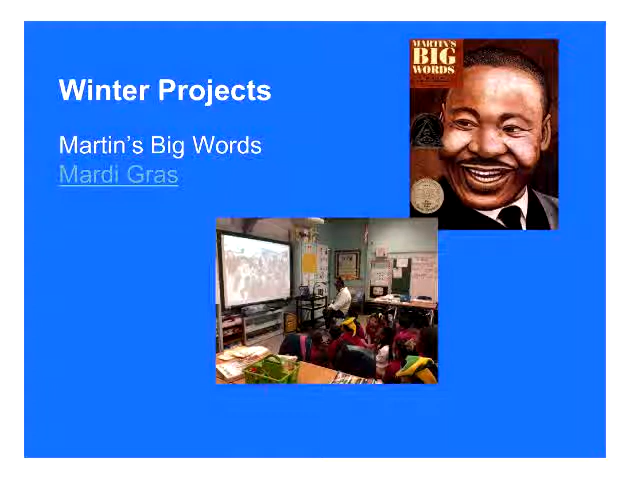 Winter Projects
Martin's Big Words
Mardi Gras
MARTIN'S
BIG
WORDS